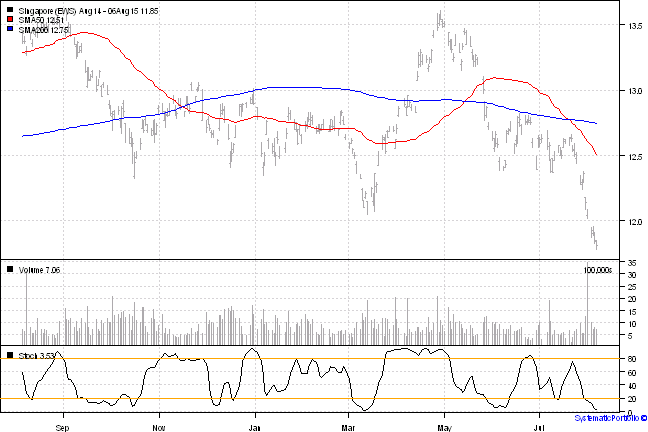 Singapore (EWS) Aug14 - 06Aug15 11.85
SMA50 12.51
SMA200 12.75
13.5
13.0
12.5
12.0
Volume 7.06
100,000s
35
30
25
20
15
10
5
Stoch 3.53
80
60
40
20
0
Sep
Nov
Jan
Mar
May
Jul
SystematicPortfolio ©